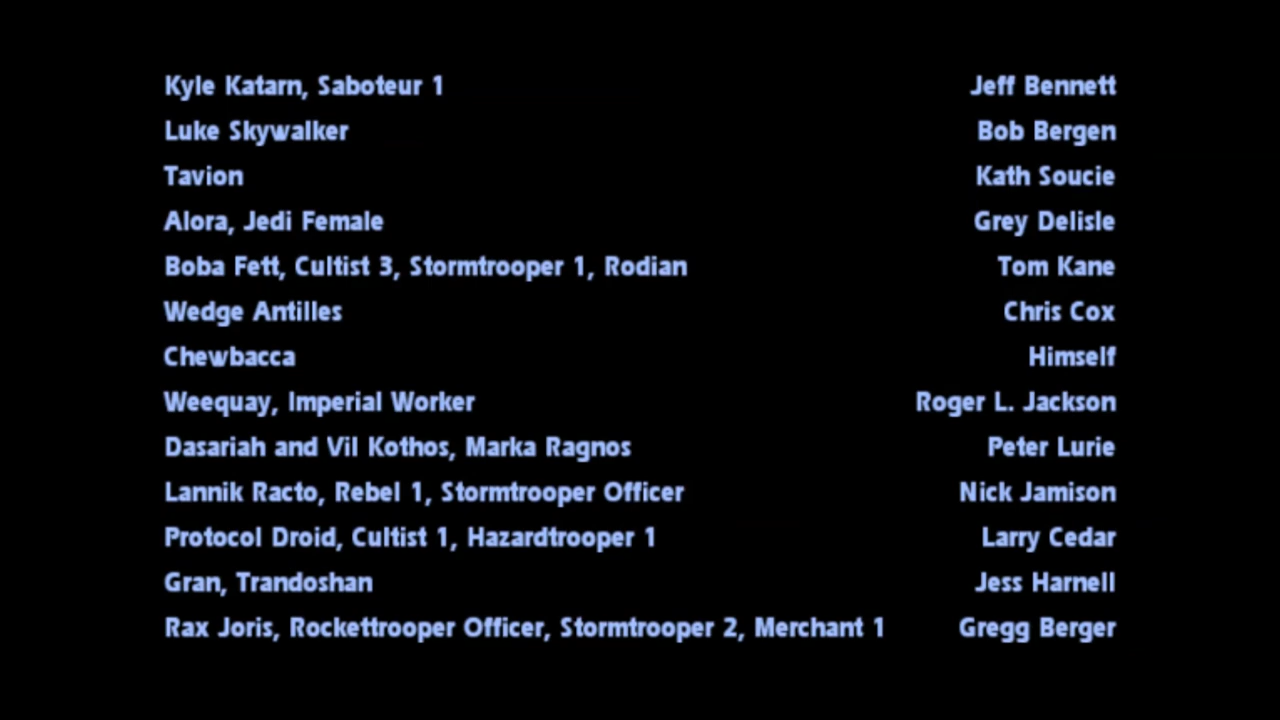 Kyle Katarn, Saboteur 1 Jeff Bennett
Luke Skywalker Bob Bergen
Tavion Kath Soucie
Alora, Jedi Female Grey Delisle
Boba Fett, Cultist 3, Stormtrooper 1, Rodian Tom Kane
Wedge Antilles Chris Cox
Chewbacca Himself
Weequay, Imperial Worker Roger L. Jackson
Dasariah and Vil Kothos, Marka Ragnos Peter Lurie
Lannik Racto, Rebel 1, Stormtrooper Officer Nick Jamison
Protocol Droid, Cultist 1, Hazardtrooper 1 Larry Cedar
Gran, Trandoshan Jess Harnell
Rax Joris, Rockettrooper Officer, Stormtrooper 2, Merchant 1 Gregg Berger